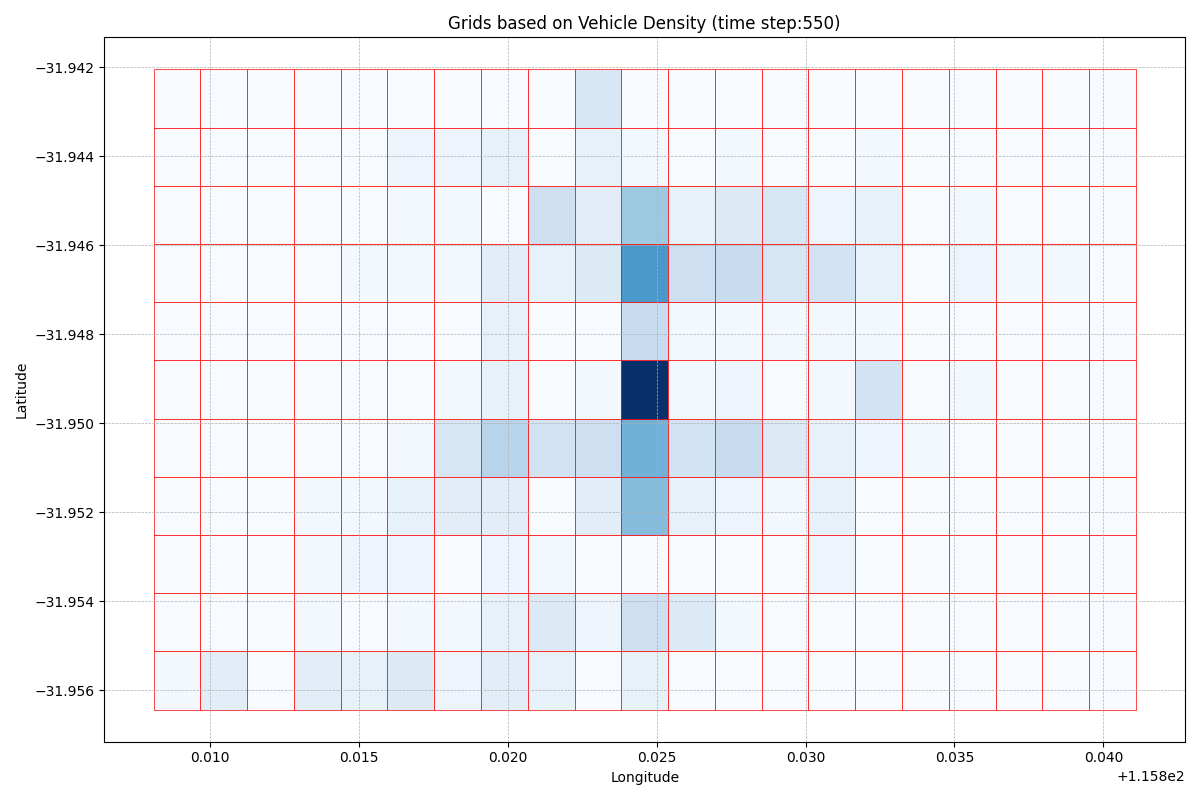 Grids based on Vehicle Density (time step:550)
−31.942
−31.944
−31.946
−31.948
−31.950
−31.952
−31.954
−31.956
Latitude
0.010 0.015 0.020 0.025 0.030 0.035 0.040
Longitude
+1.158e2